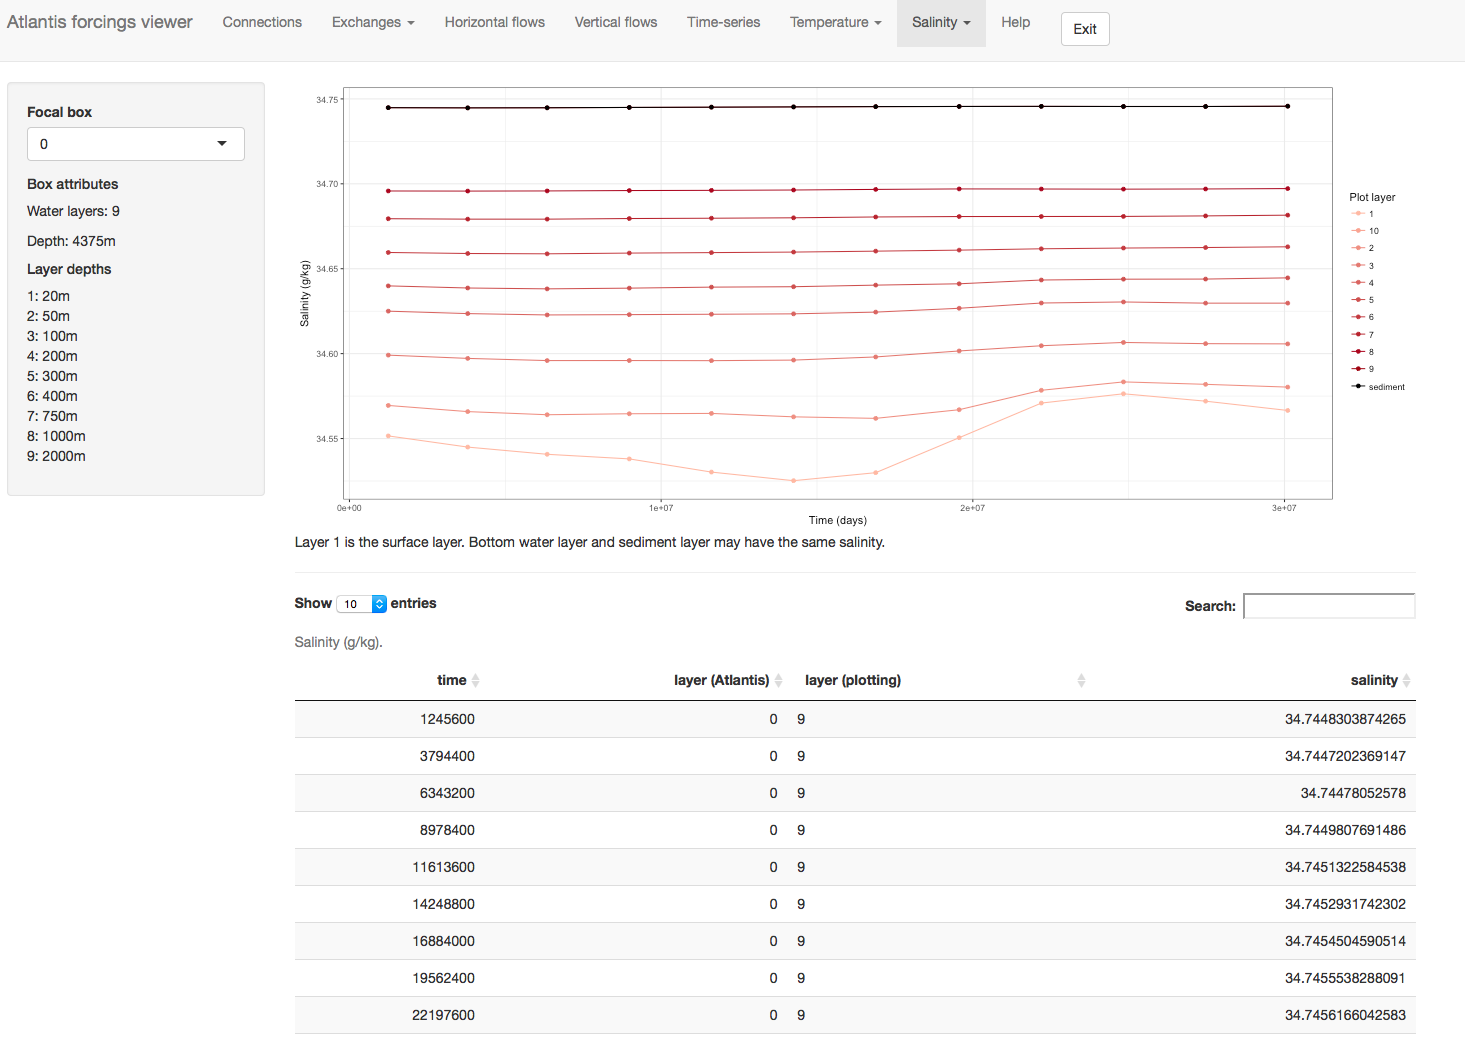 Atlantis forcings viewer Connections Exchanges Horizontal flows Vertical flows Time-series Temperature Salinity Help Exit
Focal box
0
Box attributes
Water layers: 9
Depth: 4375m
Layer depths
1: 20m
2: 50m
3: 100m
4: 200m
5: 300m
6: 400m
7: 750m
8: 1000m
9: 2000m
Salinity (g/kg)
34.75
34.70
34.65
34.60
34.55
0e+00 1e+07 2e+07 3e+07
Time (days)
Plot layer
1
10
2
3
4
5
6
7
8
9
sediment
Layer 1 is the surface layer. Bottom water layer and sediment layer may have the same salinity.
Show 10 entries Search:
Salinity (g/kg).
time layer (Atlantis) layer (plotting) salinity
1245600 0 9 34.7448303874265
3794400 0 9 34.7447202369147
6343200 0 9 34.74478052578
8978400 0 9 34.7449807691486
11613600 0 9 34.7451322584538
14248800 0 9 34.7452931742302
16884000 0 9 34.7454504590514
19562400 0 9 34.7455538288091
22197600 0 9 34.7456166042583